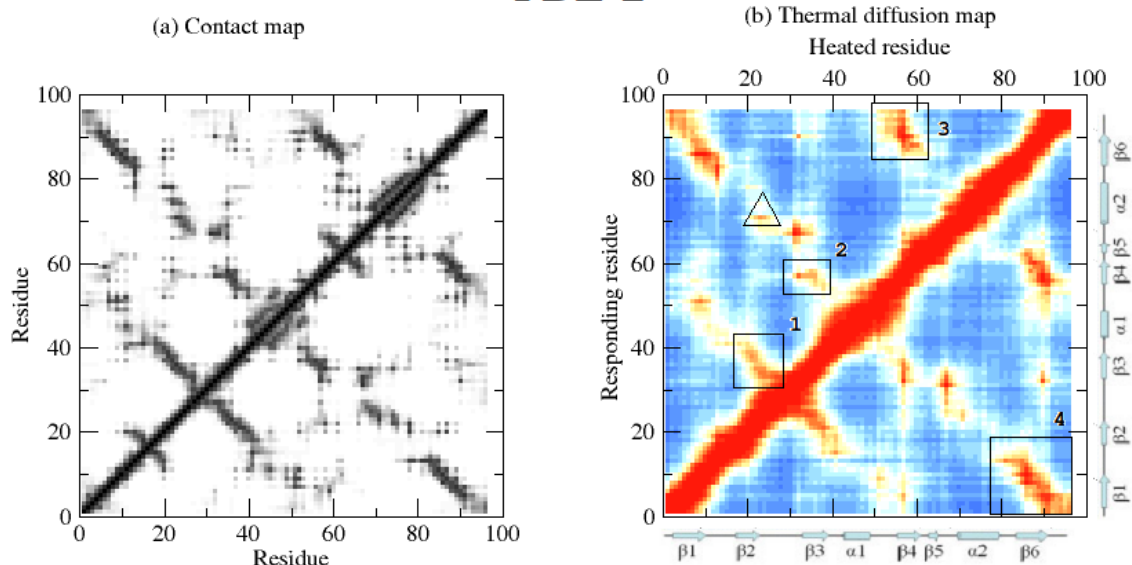 (a) Contact map
(b) Thermal diffusion map
Heated residue
0 20 40 60 80 100
100
80
60
40
20
0
Residue
0 20 40 60 80 100
Residue
100
80
60
40
20
0
Responding residue
3
2
1
4
β6
α2
β5
β4
α1
β3
β2
β1
β1 β2 β3 α1 β4 β5 α2 β6